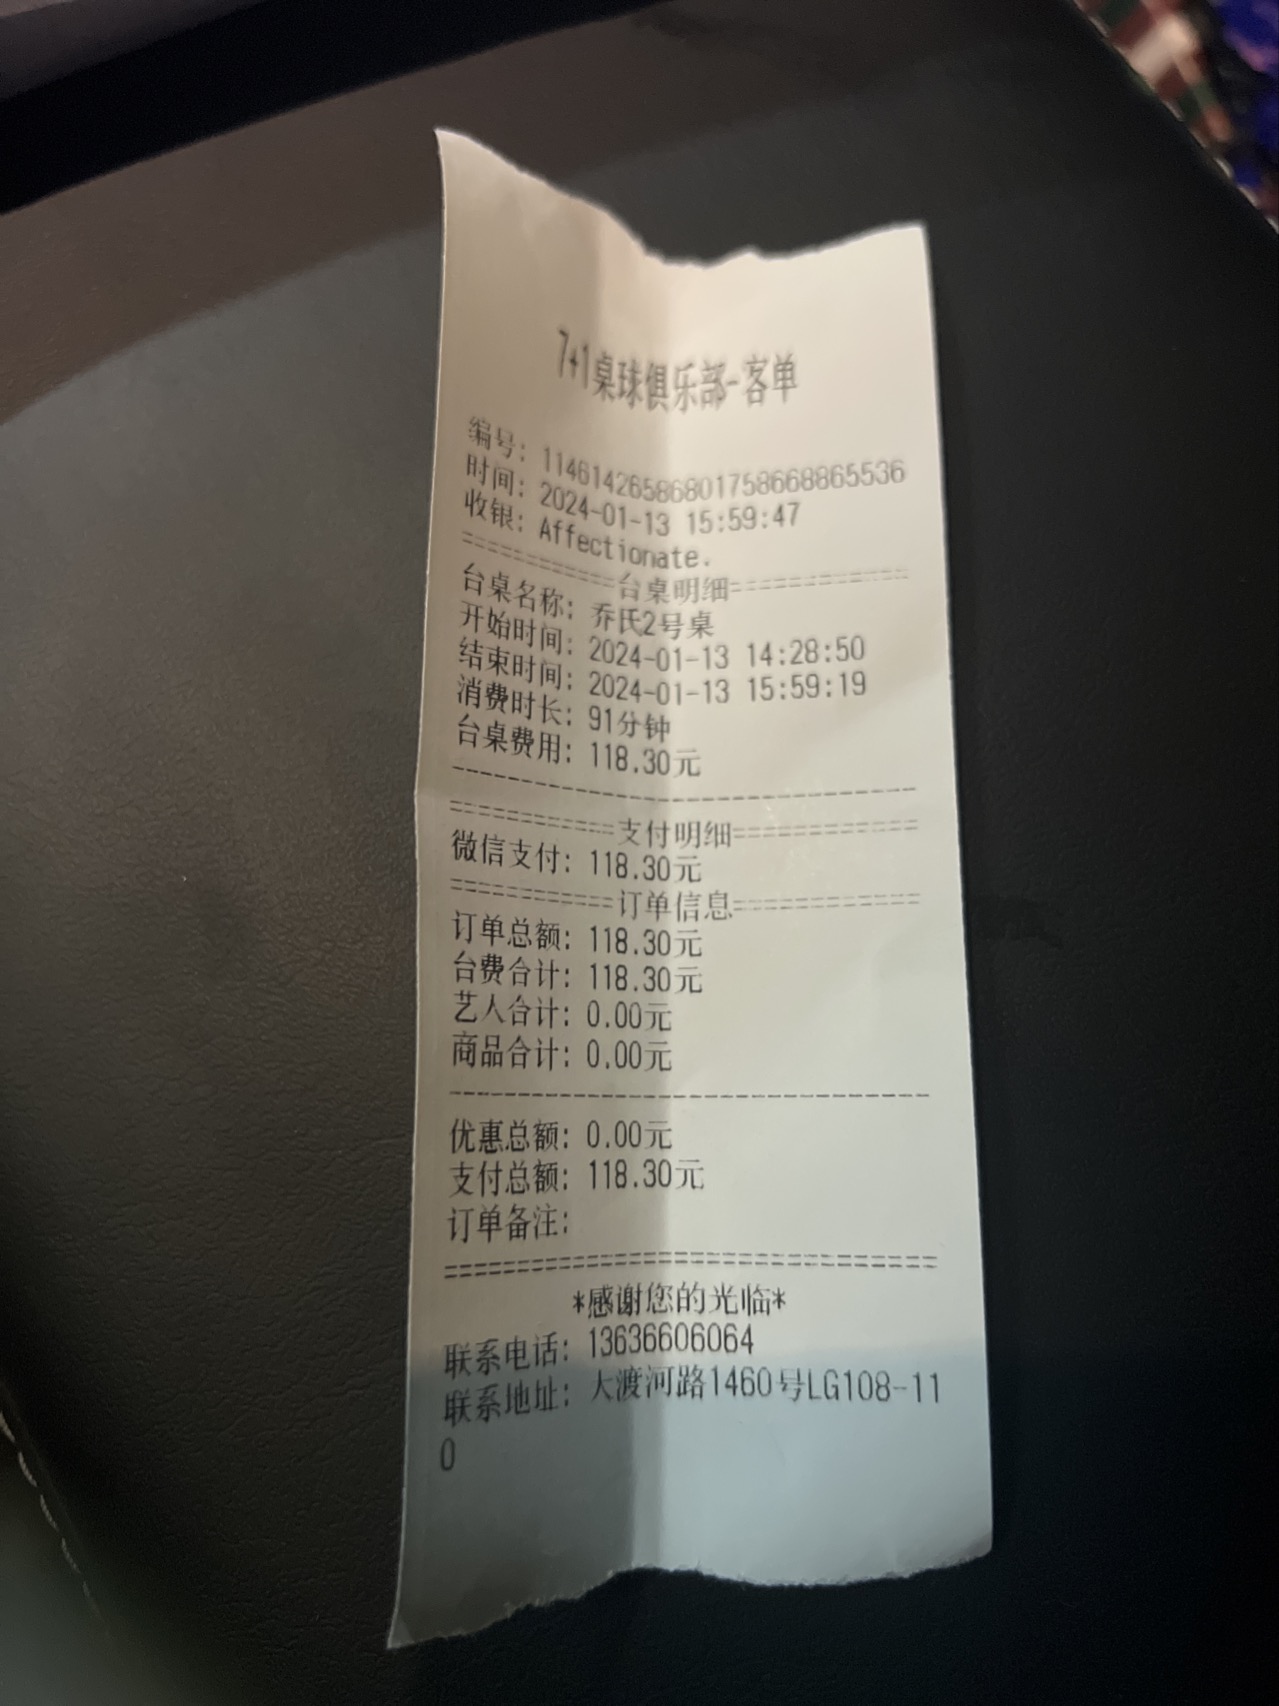 7+1桌球俱乐部-客单
编号: 11461426586801758668865536
时间: 2024-01-13 15:59:47
收银: Affectionate.
===========台桌明细=============
台桌名称: 乔氏2号桌
开始时间: 2024-01-13 14:28:50
结束时间: 2024-01-13 15:59:19
消费时长: 91分钟
台桌费用: 118.30元
--------------------------------
===========支付明细=============
微信支付: 118.30元
===========订单信息=============
订单总额: 118.30元
台费合计: 118.30元
艺人合计: 0.00元
商品合计: 0.00元
--------------------------------
优惠总额: 0.00元
支付总额: 118.30元
订单备注:
================================
*感谢您的光临*
联系电话: 13636606064
联系地址: 大渡河路1460号LG108-11
0